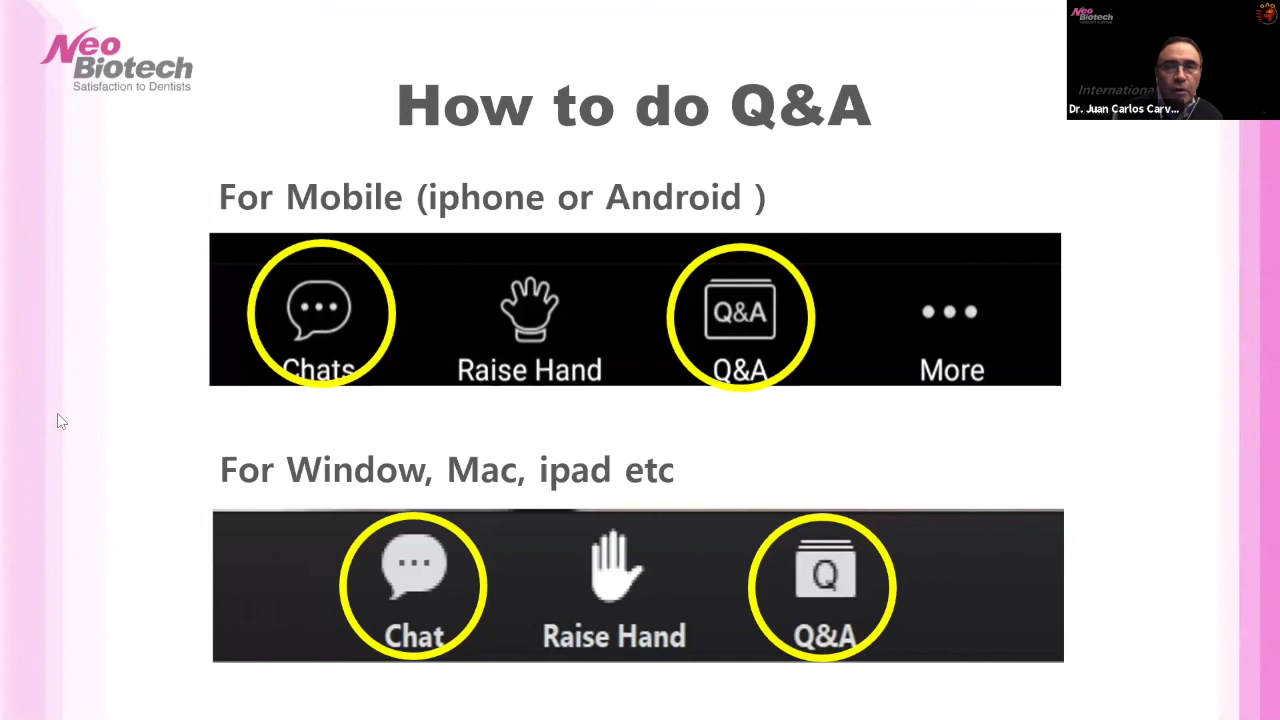 Neo
Biotech
Satisfaction to Dentists
How to do Q&A
Neo
Biotech
International
Dr. Juan Carlos Carv...
For Mobile (iphone or Android )
Q&A
Chats
Raise Hand
Q&A
More
For Window, Mac, ipad etc
Q
Chat
Raise Hand
Q&A